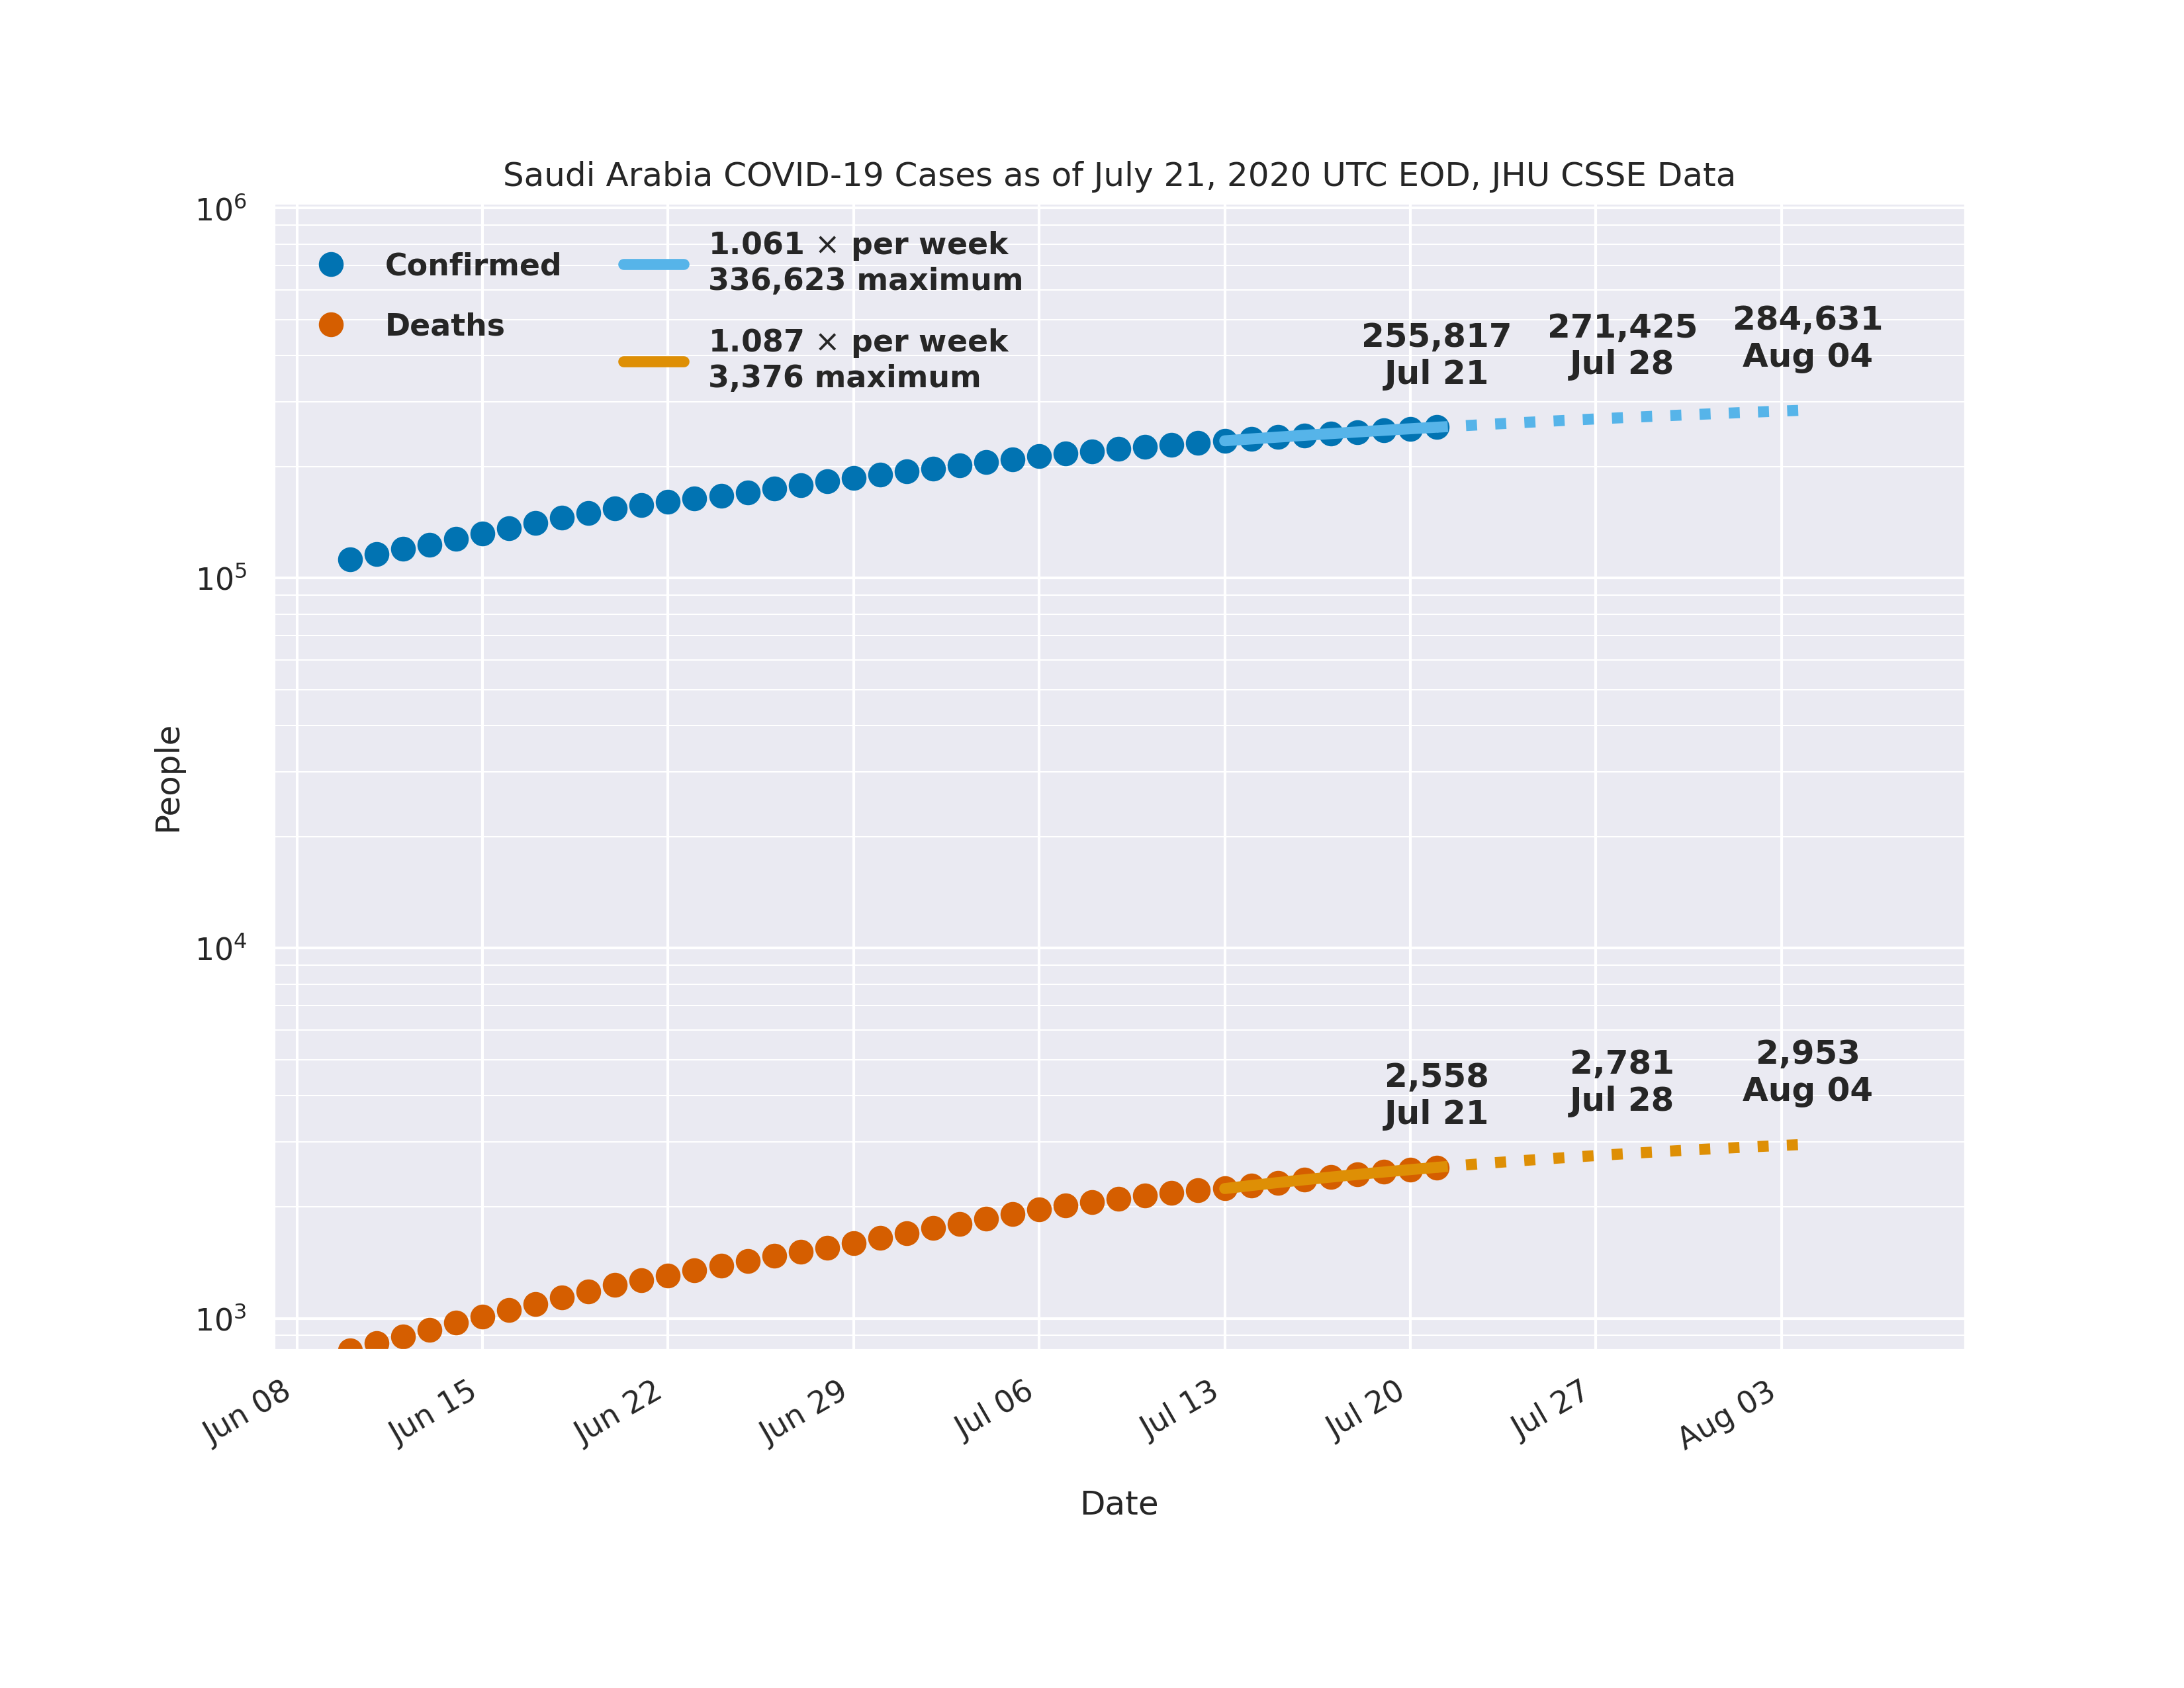 Saudi Arabia COVID-19 Cases as of July 21, 2020 UTC EOD, JHU CSSE Data
Confirmed
Deaths
1.061 × per week
336,623 maximum
1.087 × per week
3,376 maximum
255,817
Jul 21
271,425
Jul 28
284,631
Aug 04
2,558
Jul 21
2,781
Jul 28
2,953
Aug 04
People
10⁶
10⁵
10⁴
10³
Jun 08
Jun 15
Jun 22
Jun 29
Jul 06
Jul 13
Jul 20
Jul 27
Aug 03
Date